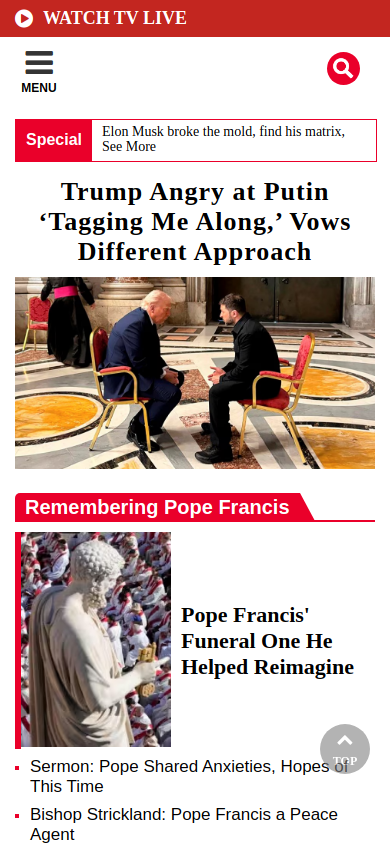 WATCH TV LIVE
MENU
Special
Elon Musk broke the mold, find his matrix,
See More
Trump Angry at Putin
‘Tagging Me Along,’ Vows
Different Approach
Remembering Pope Francis
Pope Francis'
Funeral One He
Helped Reimagine
Sermon: Pope Shared Anxieties, Hopes of
This Time
TOP
Bishop Strickland: Pope Francis a Peace
Agent